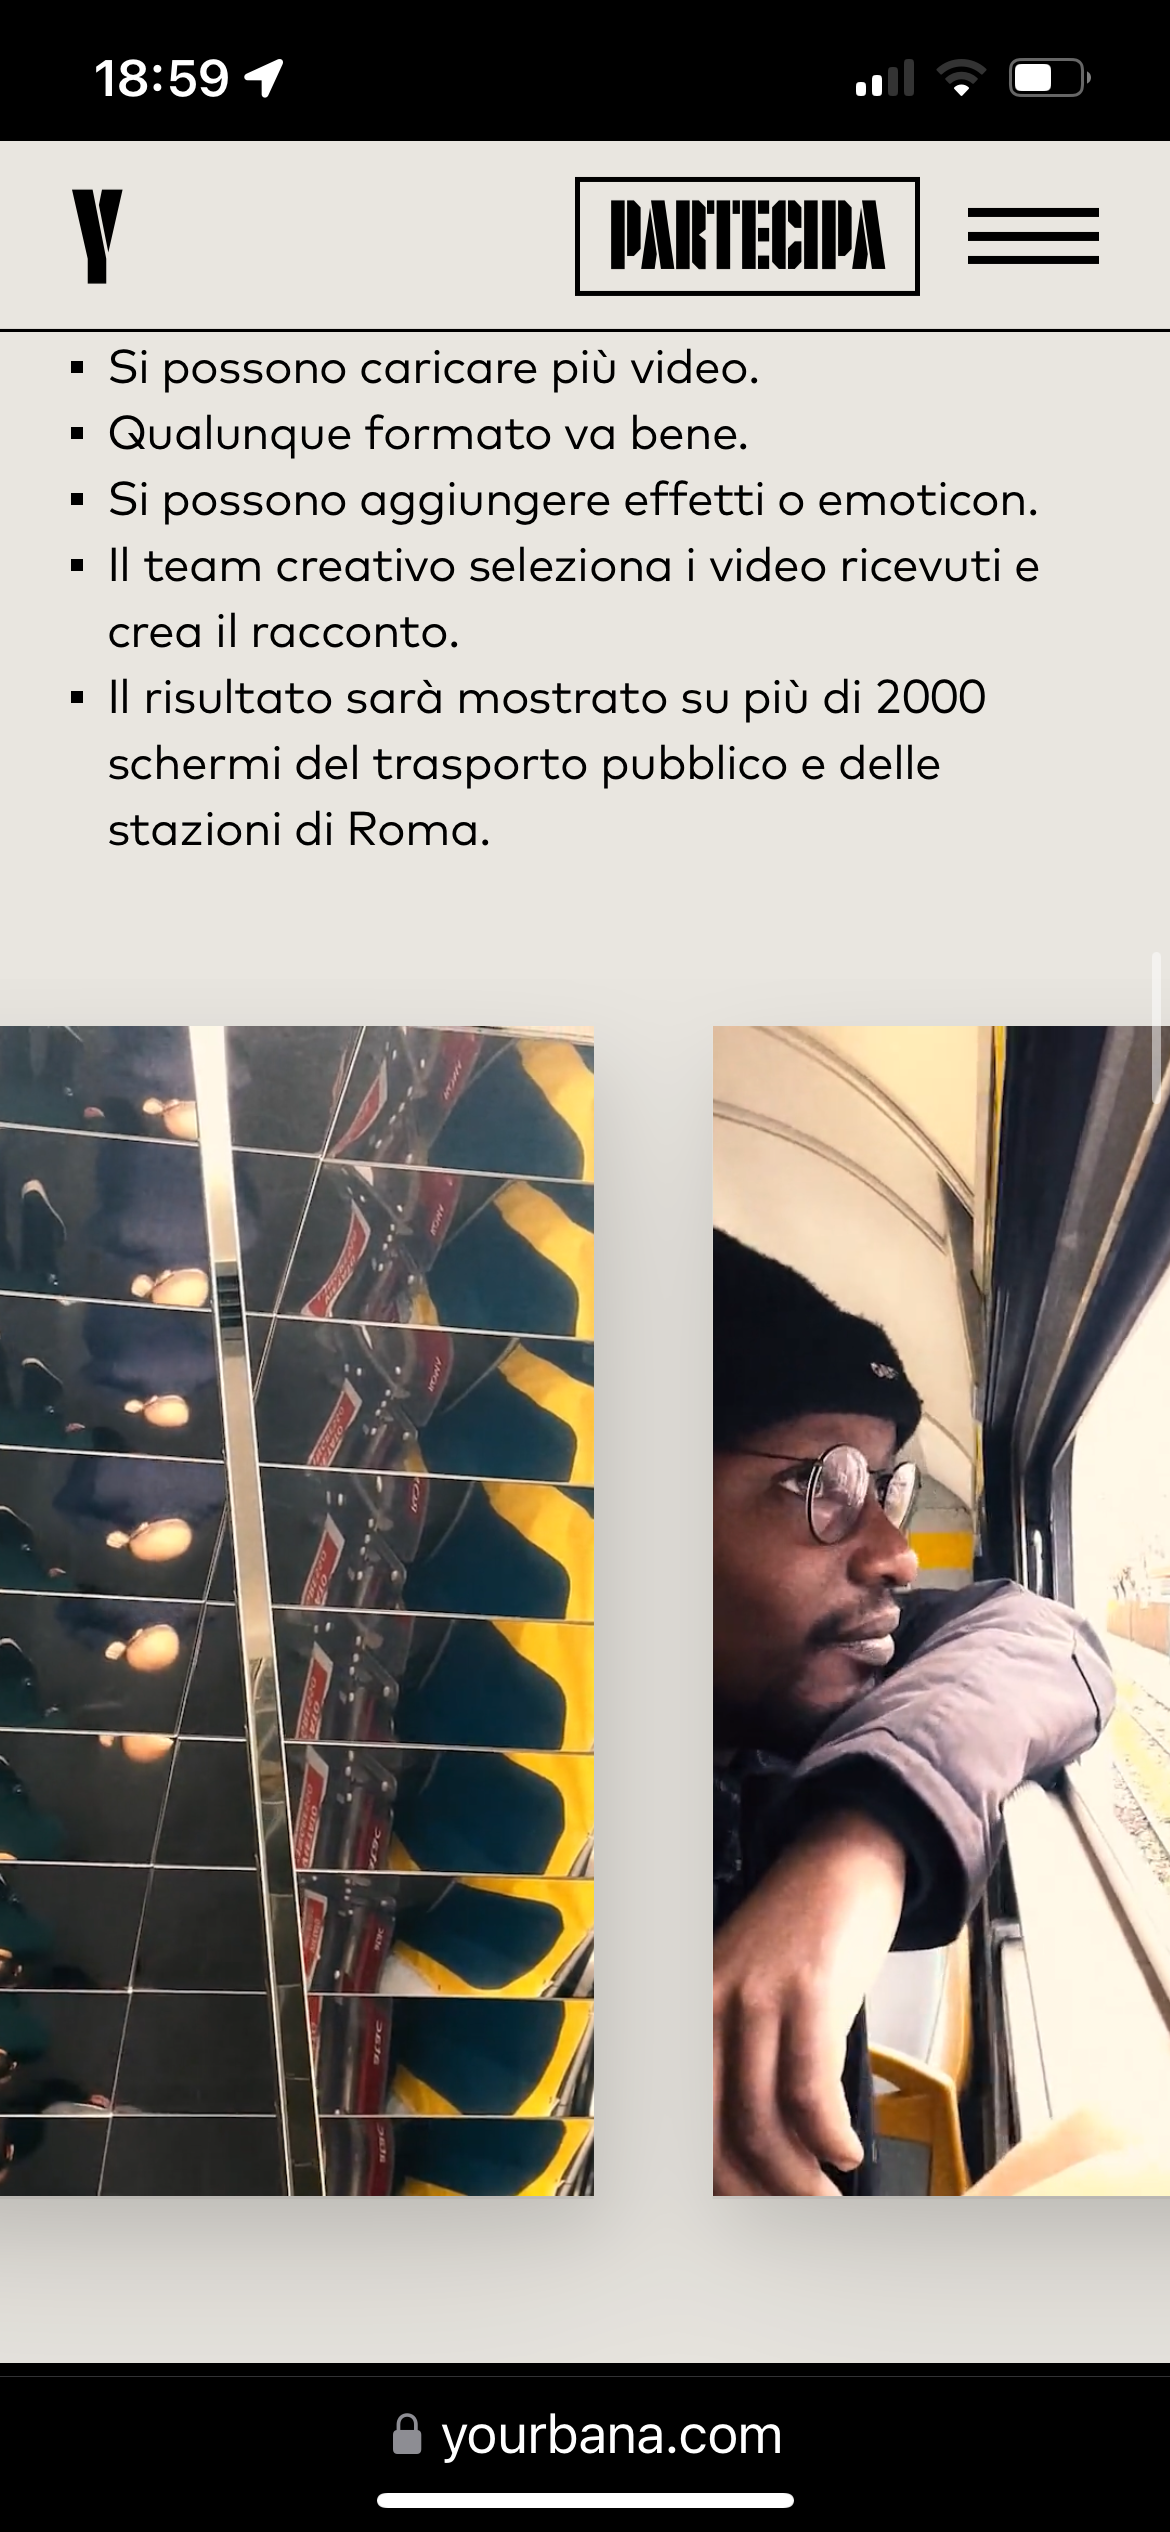 18:59
Y
PARTECIPA
▪ Si possono caricare più video.
▪ Qualunque formato va bene.
▪ Si possono aggiungere effetti o emoticon.
▪ Il team creativo seleziona i video ricevuti e
crea il racconto.
▪ Il risultato sarà mostrato su più di 2000
schermi del trasporto pubblico e delle
stazioni di Roma.
yourbana.com